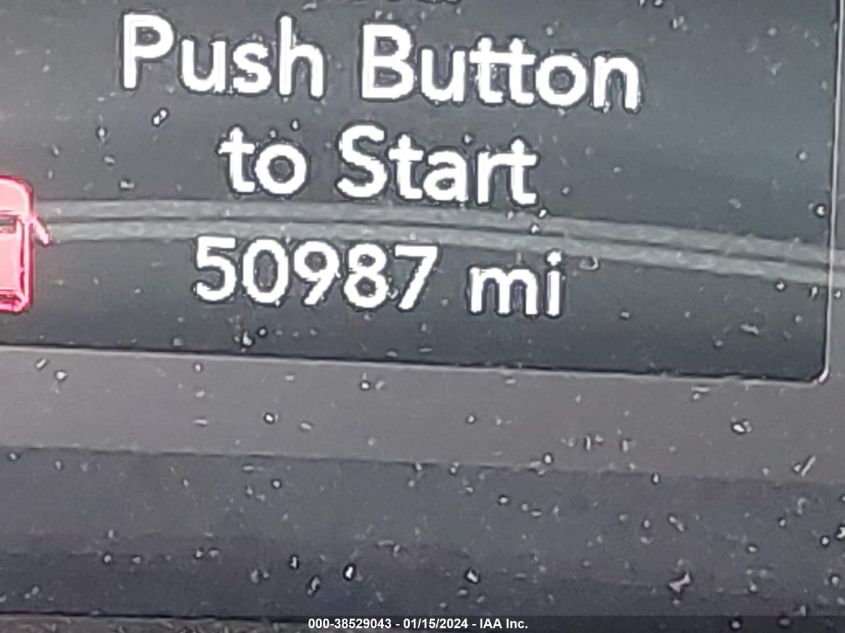 Push Button
to Start
50987 mi
000-38529043 - 01/15/2024 - IAA Inc.